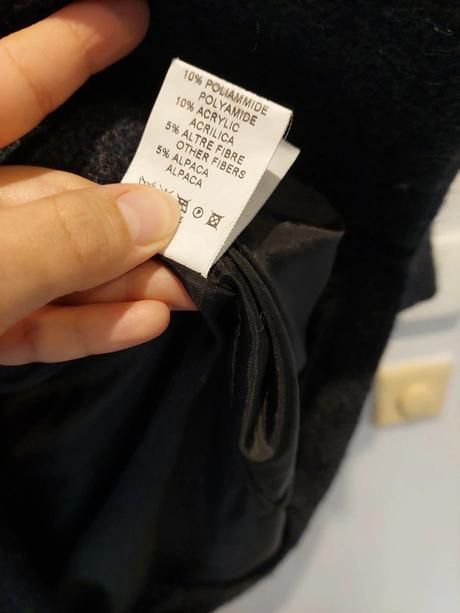 10% POLIAMMIDE
POLYAMIDE
10% ACRYLIC
ACRILICA
5% ALTRE FIBRE
OTHER FIBERS
5% ALPACA
ALPACA